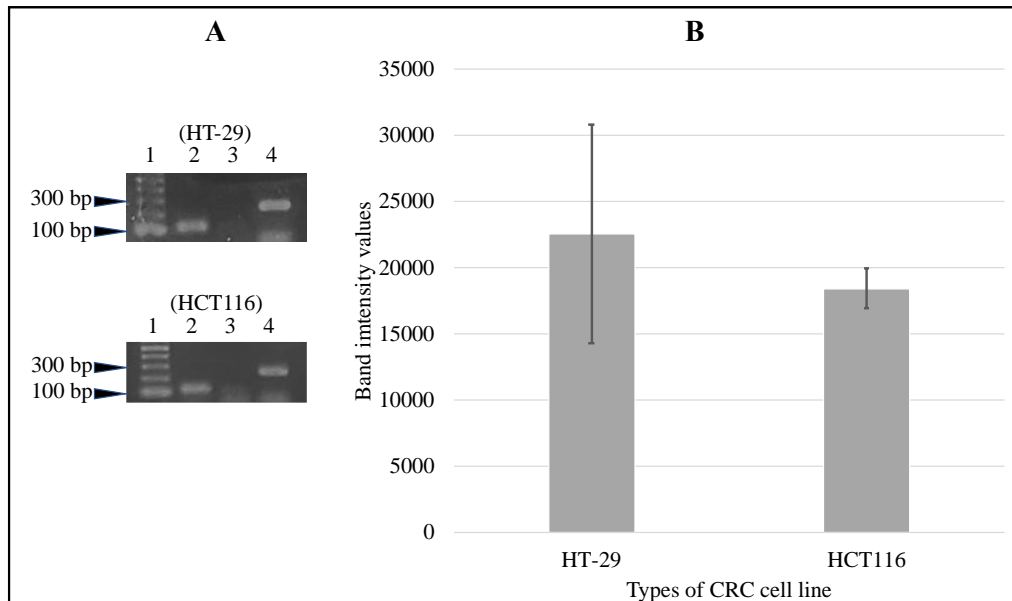 A
(HT-29)
1 2 3 4
300 bp
100 bp
(HCT116)
1 2 3 4
300 bp
100 bp
B
35000
30000
25000
20000
15000
10000
5000
0
Band imtensity values
HT-29 HCT116
Types of CRC cell line